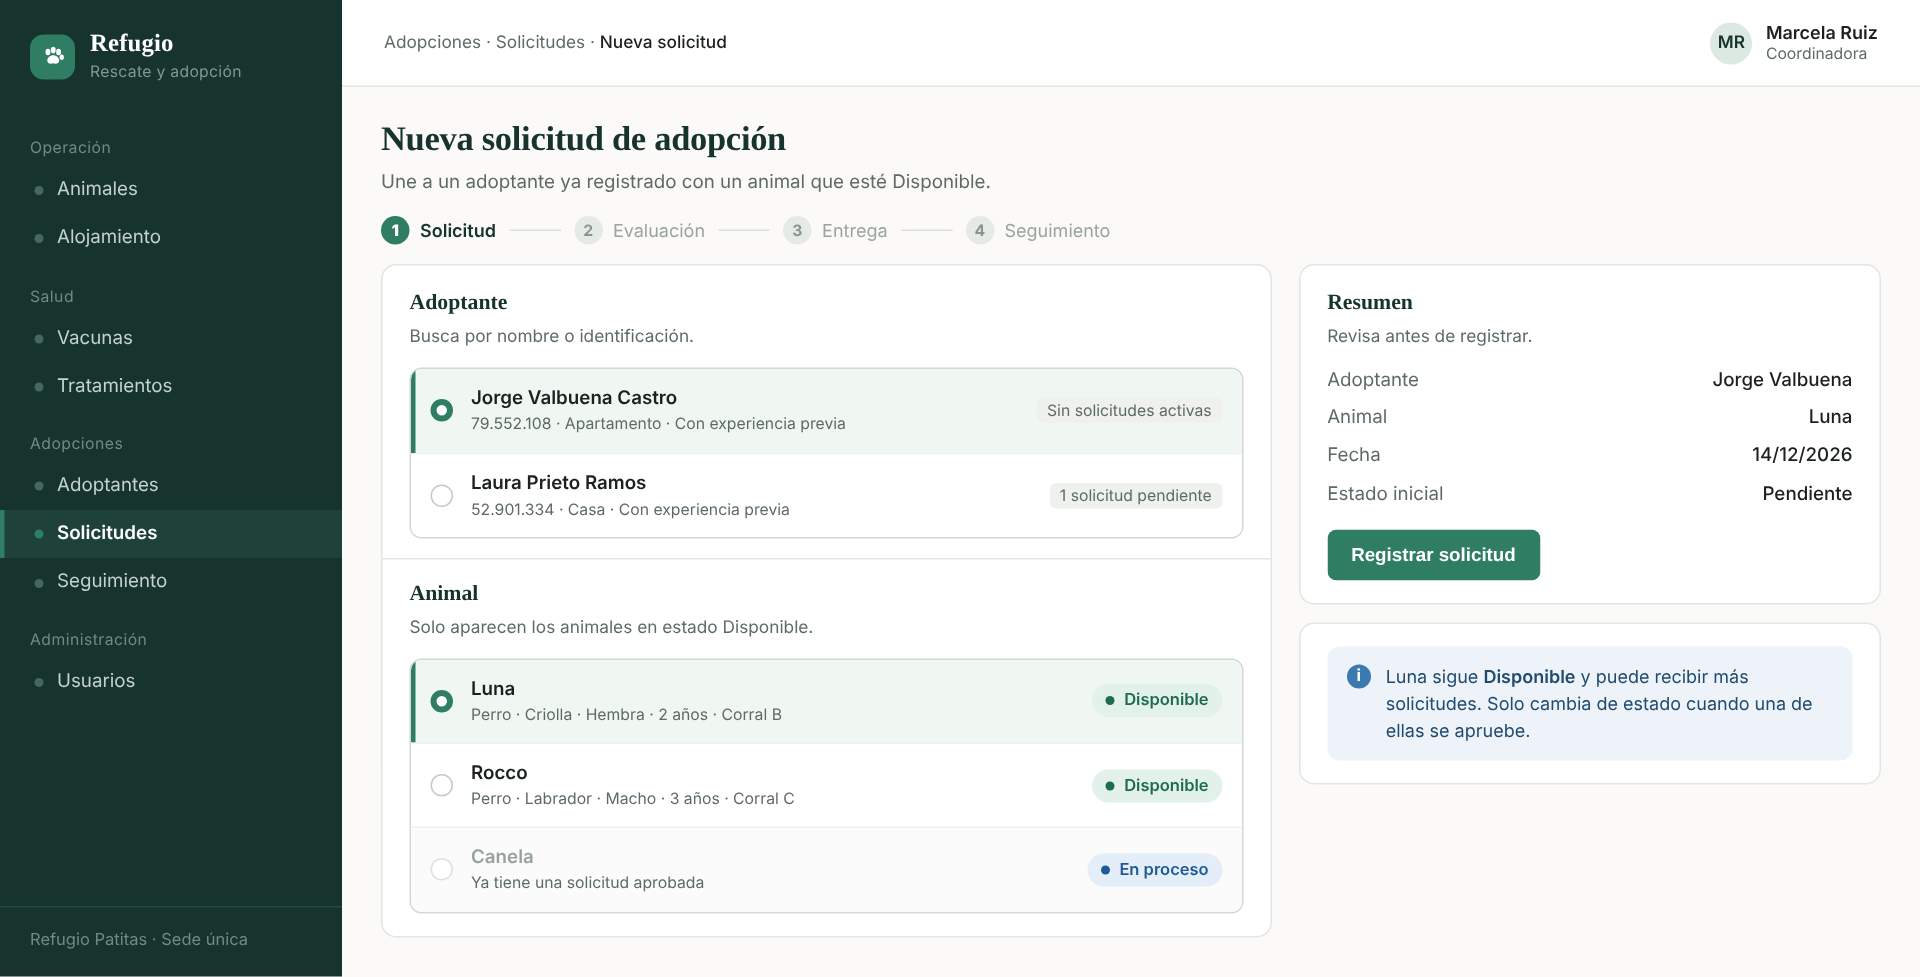 Refugio
Rescate y adopción
Operación
Animales
Alojamiento
Salud
Vacunas
Tratamientos
Adopciones
Adoptantes
Solicitudes
Seguimiento
Administración
Usuarios
Refugio Patitas · Sede única
Adopciones · Solicitudes · Nueva solicitud
MR
Marcela Ruiz
Coordinadora
Nueva solicitud de adopción
Une a un adoptante ya registrado con un animal que esté Disponible.
1 Solicitud
2 Evaluación
3 Entrega
4 Seguimiento
Adoptante
Busca por nombre o identificación.
Jorge Valbuena Castro
79.552.108 · Apartamento · Con experiencia previa
Sin solicitudes activas
Laura Prieto Ramos
52.901.334 · Casa · Con experiencia previa
1 solicitud pendiente
Animal
Solo aparecen los animales en estado Disponible.
Luna
Perro · Criolla · Hembra · 2 años · Corral B
Disponible
Rocco
Perro · Labrador · Macho · 3 años · Corral C
Disponible
Canela
Ya tiene una solicitud aprobada
En proceso
Resumen
Revisa antes de registrar.
Adoptante Jorge Valbuena
Animal Luna
Fecha 14/12/2026
Estado inicial Pendiente
Registrar solicitud
i
Luna sigue Disponible y puede recibir más
solicitudes. Solo cambia de estado cuando una de
ellas se apruebe.